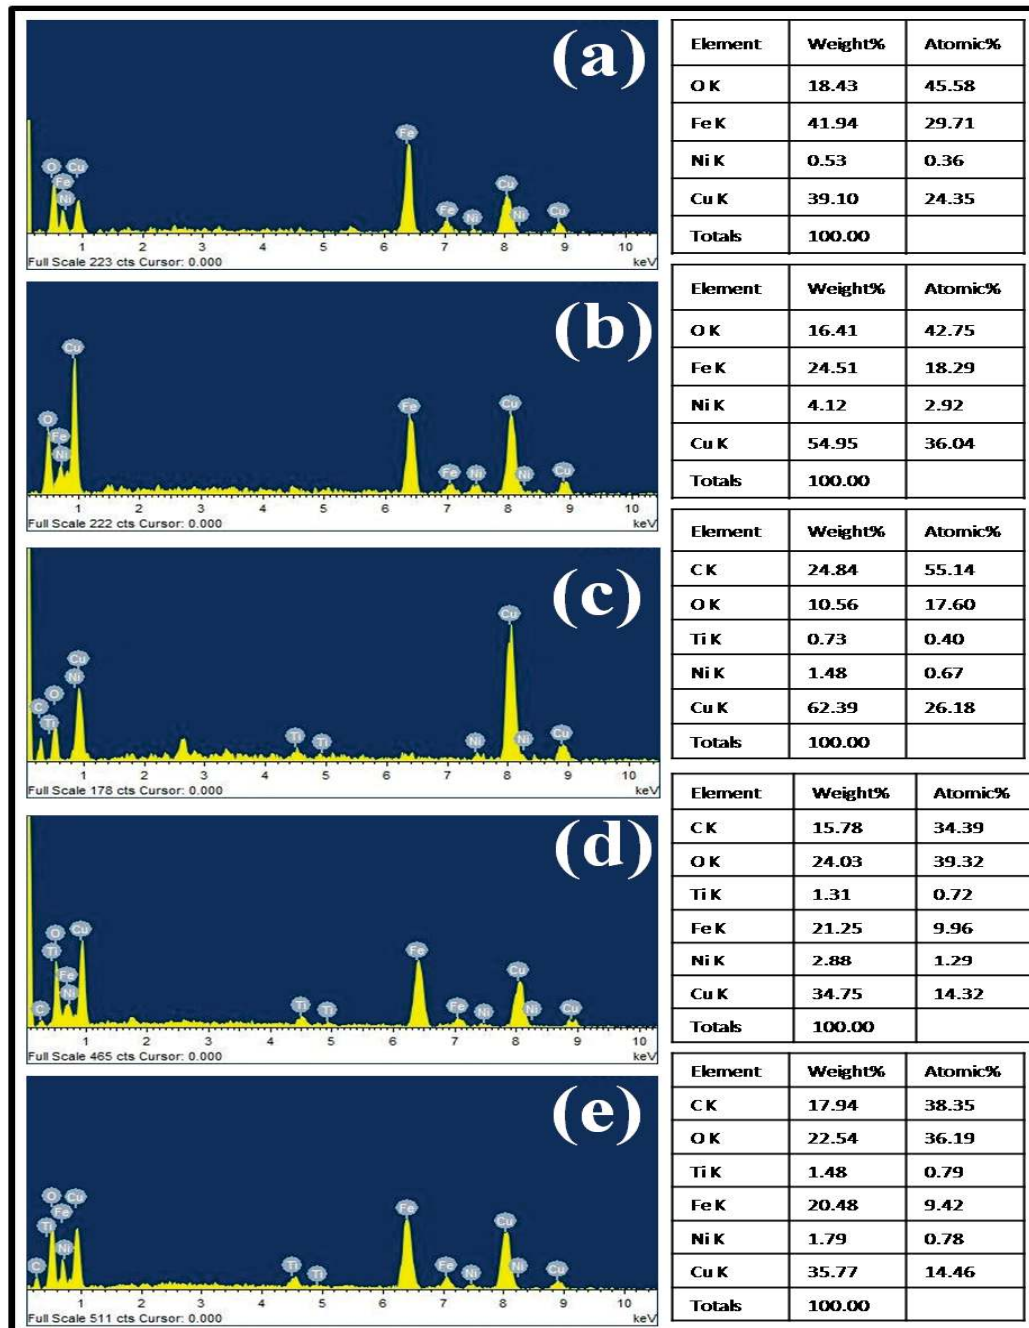 (a)
O
Cu
Fe
Ni
Fe
Fe
Ni
Cu
Ni
Cu
1 2 3 4 5 6 7 8 9 10
Full Scale 223 cts Cursor: 0.000 keV
Element Weight% Atomic%
O K 18.43 45.58
Fe K 41.94 29.71
Ni K 0.53 0.36
Cu K 39.10 24.35
Totals 100.00
(b)
Cu
O
Fe
Ni
Fe
Fe
Ni
Cu
Ni
Cu
1 2 3 4 5 6 7 8 9 10
Full Scale 222 cts Cursor: 0.000 keV
Element Weight% Atomic%
O K 16.41 42.75
Fe K 24.51 18.29
Ni K 4.12 2.92
Cu K 54.95 36.04
Totals 100.00
(c)
Cu
Ni
O
C
Ti
Ti
Ti
Ni
Cu
Ni
Cu
1 2 3 4 5 6 7 8 9 10
Full Scale 178 cts Cursor: 0.000 keV
Element Weight% Atomic%
C K 24.84 55.14
O K 10.56 17.60
Ti K 0.73 0.40
Ni K 1.48 0.67
Cu K 62.39 26.18
Totals 100.00
(d)
O
Cu
Ti
Fe
Ni
C
Ti
Ti
Fe
Fe
Ni
Cu
Ni
Cu
1 2 3 4 5 6 7 8 9 10
Full Scale 465 cts Cursor: 0.000 keV
Element Weight% Atomic%
C K 15.78 34.39
O K 24.03 39.32
Ti K 1.31 0.72
Fe K 21.25 9.96
Ni K 2.88 1.29
Cu K 34.75 14.32
Totals 100.00
(e)
O
Cu
Fe
Ti
Ni
C
Ti
Ti
Fe
Fe
Ni
Cu
Ni
Cu
1 2 3 4 5 6 7 8 9 10
Full Scale 511 cts Cursor: 0.000 keV
Element Weight% Atomic%
C K 17.94 38.35
O K 22.54 36.19
Ti K 1.48 0.79
Fe K 20.48 9.42
Ni K 1.79 0.78
Cu K 35.77 14.46
Totals 100.00